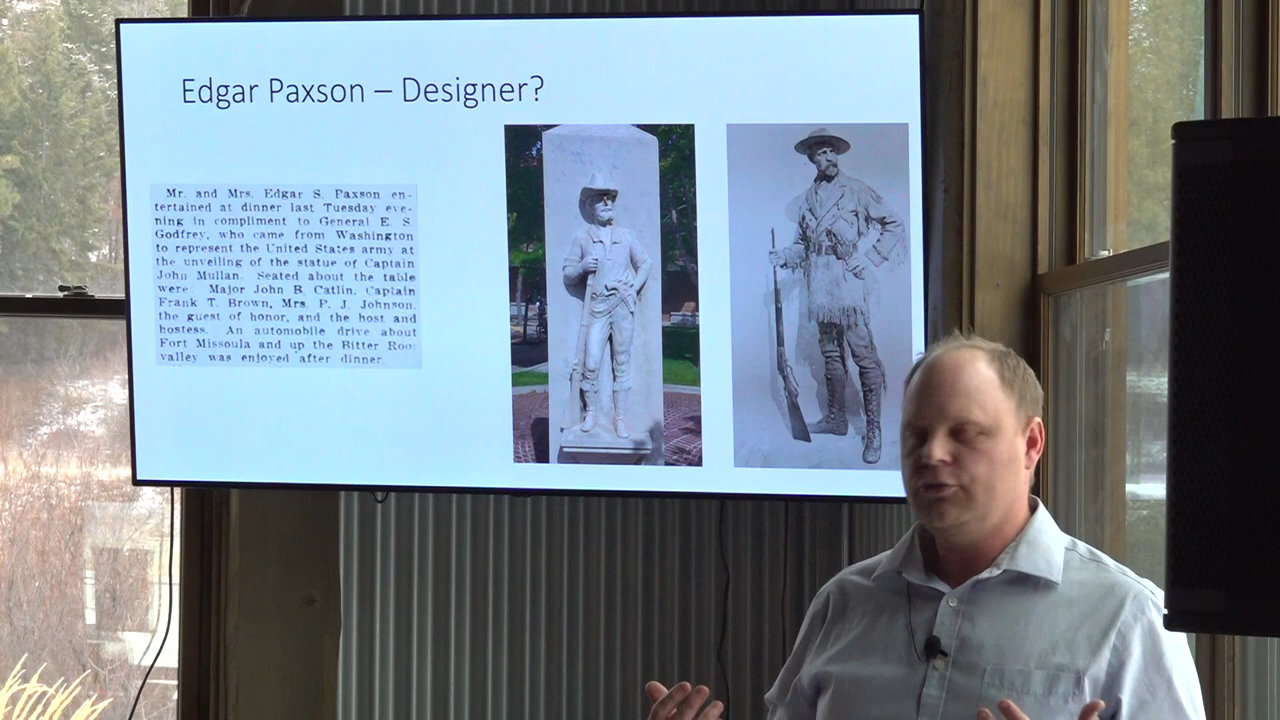 Edgar Paxson – Designer?
Mr. and Mrs. Edgar S. Paxson en-
tertained at dinner last Tuesday eve-
ning in compliment to General E. S.
Godfrey, who came from Washington
to represent the United States army at
the unveiling of the statue of Captain
John Mullan. Seated about the table
were: Major John B. Catlin, Captain
Frank T. Brown, Mrs. P. J. Johnson,
the guest of honor, and the host and
hostess. An automobile drive about
Fort Missoula and up the Bitter Root
valley was enjoyed after dinner.